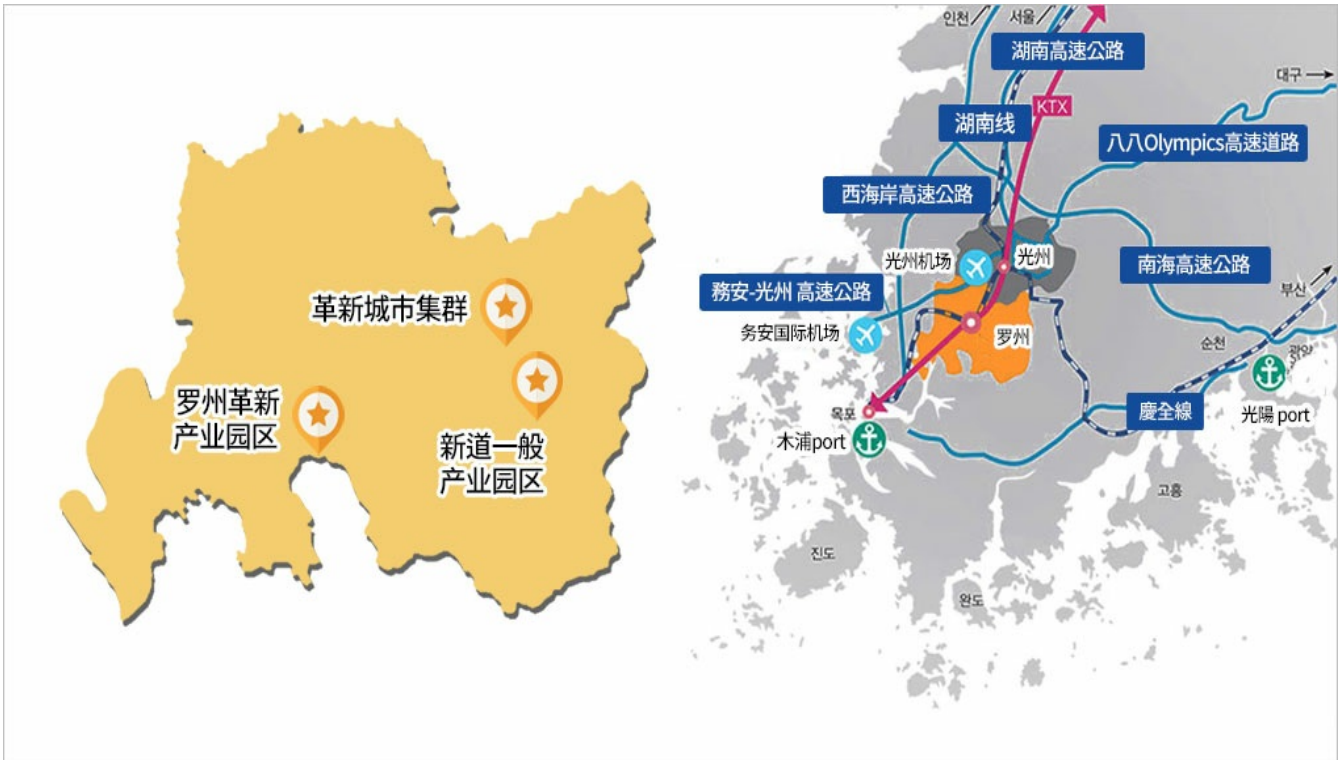 革新城市集群
罗州革新
产业园区
新道一般
产业园区
인천
서울
湖南高速公路
대구
KTX
湖南线
八八Olympics高速道路
西海岸高速公路
光州机场
光州
南海高速公路
務安-光州 高速公路
부산
务安国际机场
罗州
순천
광양
목포
慶全線
光陽 port
木浦port
고흥
진도
완도